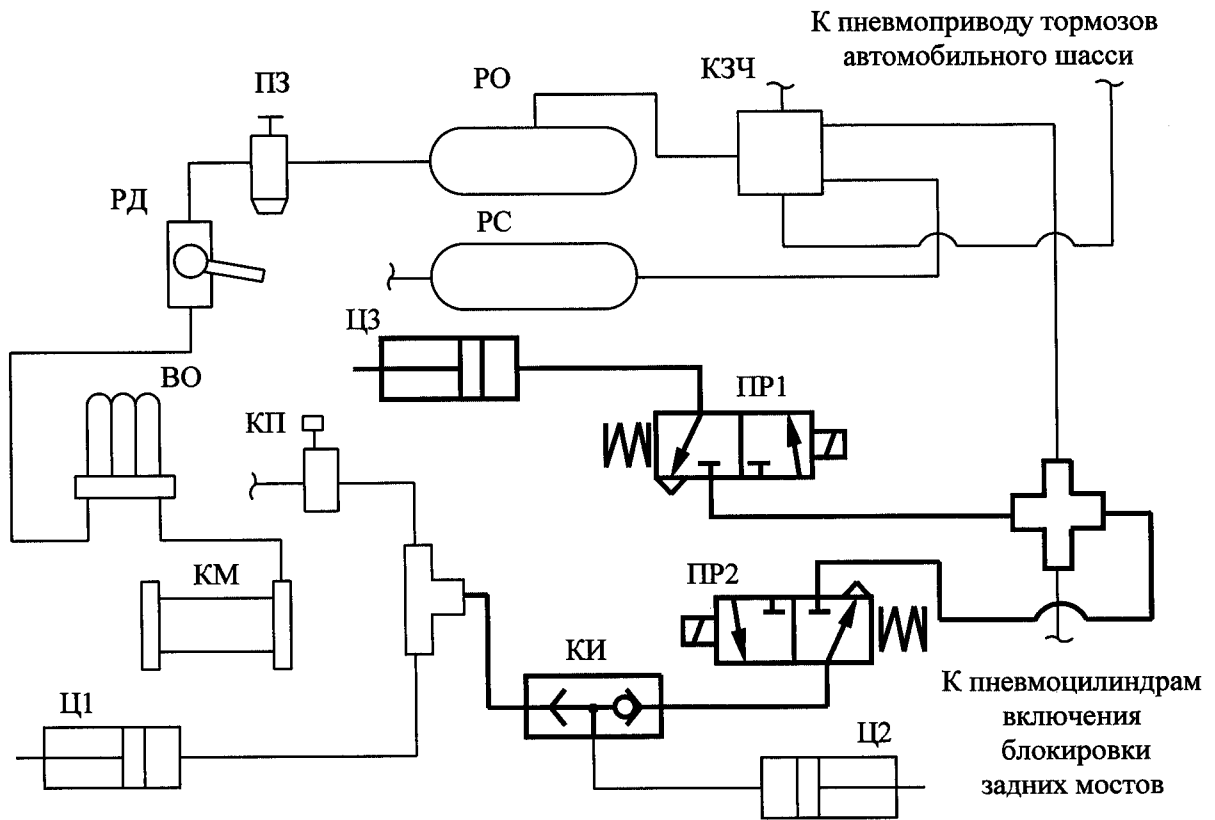 К пневмоприводу тормозов
автомобильного шасси
КЗЧ
РО
ПЗ
РД
РС
ЦЗ
ВО
ПР1
КП
ПР2
КМ
КИ
Ц1
Ц2
К пневмоцилиндрам
включения
блокировки
задних мостов